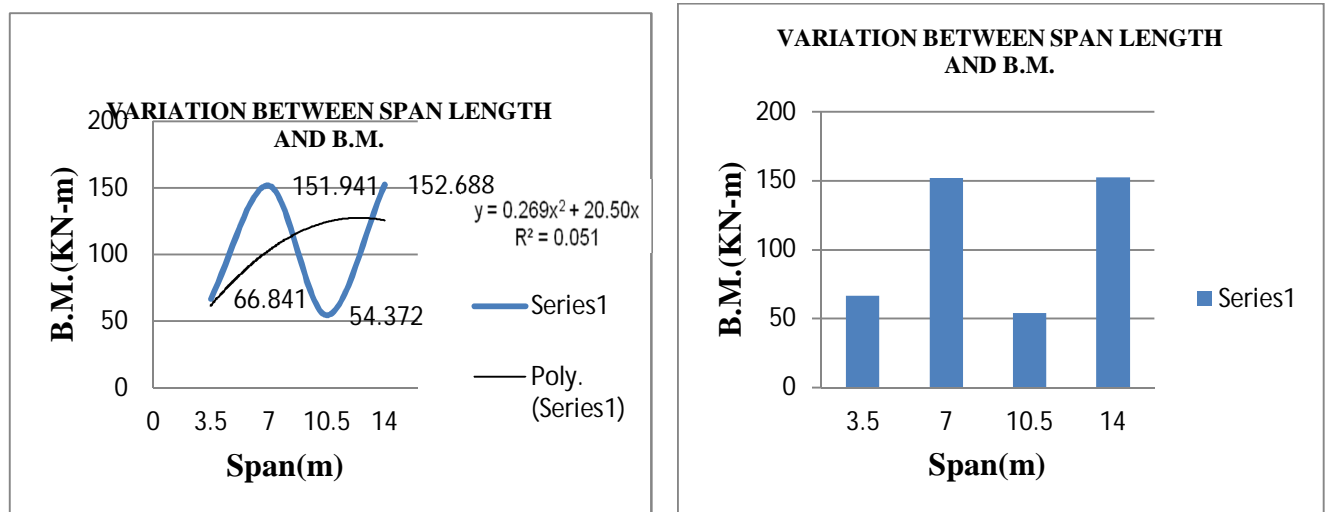 VARIATION BETWEEN SPAN LENGTH
AND B.M.
200
150
100
50
0
B.M.(KN-m)
151.941
152.688
66.841
54.372
y = 0.269x² + 20.50x
R² = 0.051
Series1
Poly.
(Series1)
0 3.5 7 10.5 14
Span(m)
VARIATION BETWEEN SPAN LENGTH
AND B.M.
200
150
100
50
0
B.M.(KN-m)
Series1
3.5 7 10.5 14
Span(m)